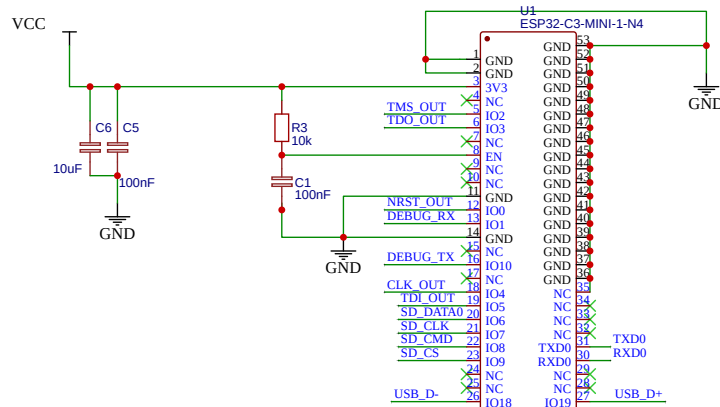 U1
ESP32-C3-MINI-1-N4
VCC
GND
1 GND
2 GND
3 3V3
4 NC
TMS_OUT 5 IO2
TDO_OUT 6 IO3
7 NC
8 EN
9 NC
10 NC
11 GND
NRST_OUT 12 IO0
DEBUG_RX 13 IO1
14 GND
15 NC
DEBUG_TX 16 IO10
17 NC
CLK_OUT 18 IO4
TDI_OUT 19 IO5
SD_DATA0 20 IO6
SD_CLK 21 IO7
SD_CMD 22 IO8
SD_CS 23 IO9
24 NC
25 NC
USB_D- 26 IO18
GND 53
GND 52
GND 51
GND 50
GND 49
GND 48
GND 47
GND 46
GND 45
GND 44
GND 43
GND 42
GND 41
GND 40
GND 39
GND 38
GND 37
GND 36
NC 35
NC 34
NC 33
NC 32
TXD0 31 TXD0
RXD0 30 RXD0
NC 29
NC 28
IO19 27 USB_D+
C6
C5
10uF
100nF
GND
R3
10k
C1
100nF
GND